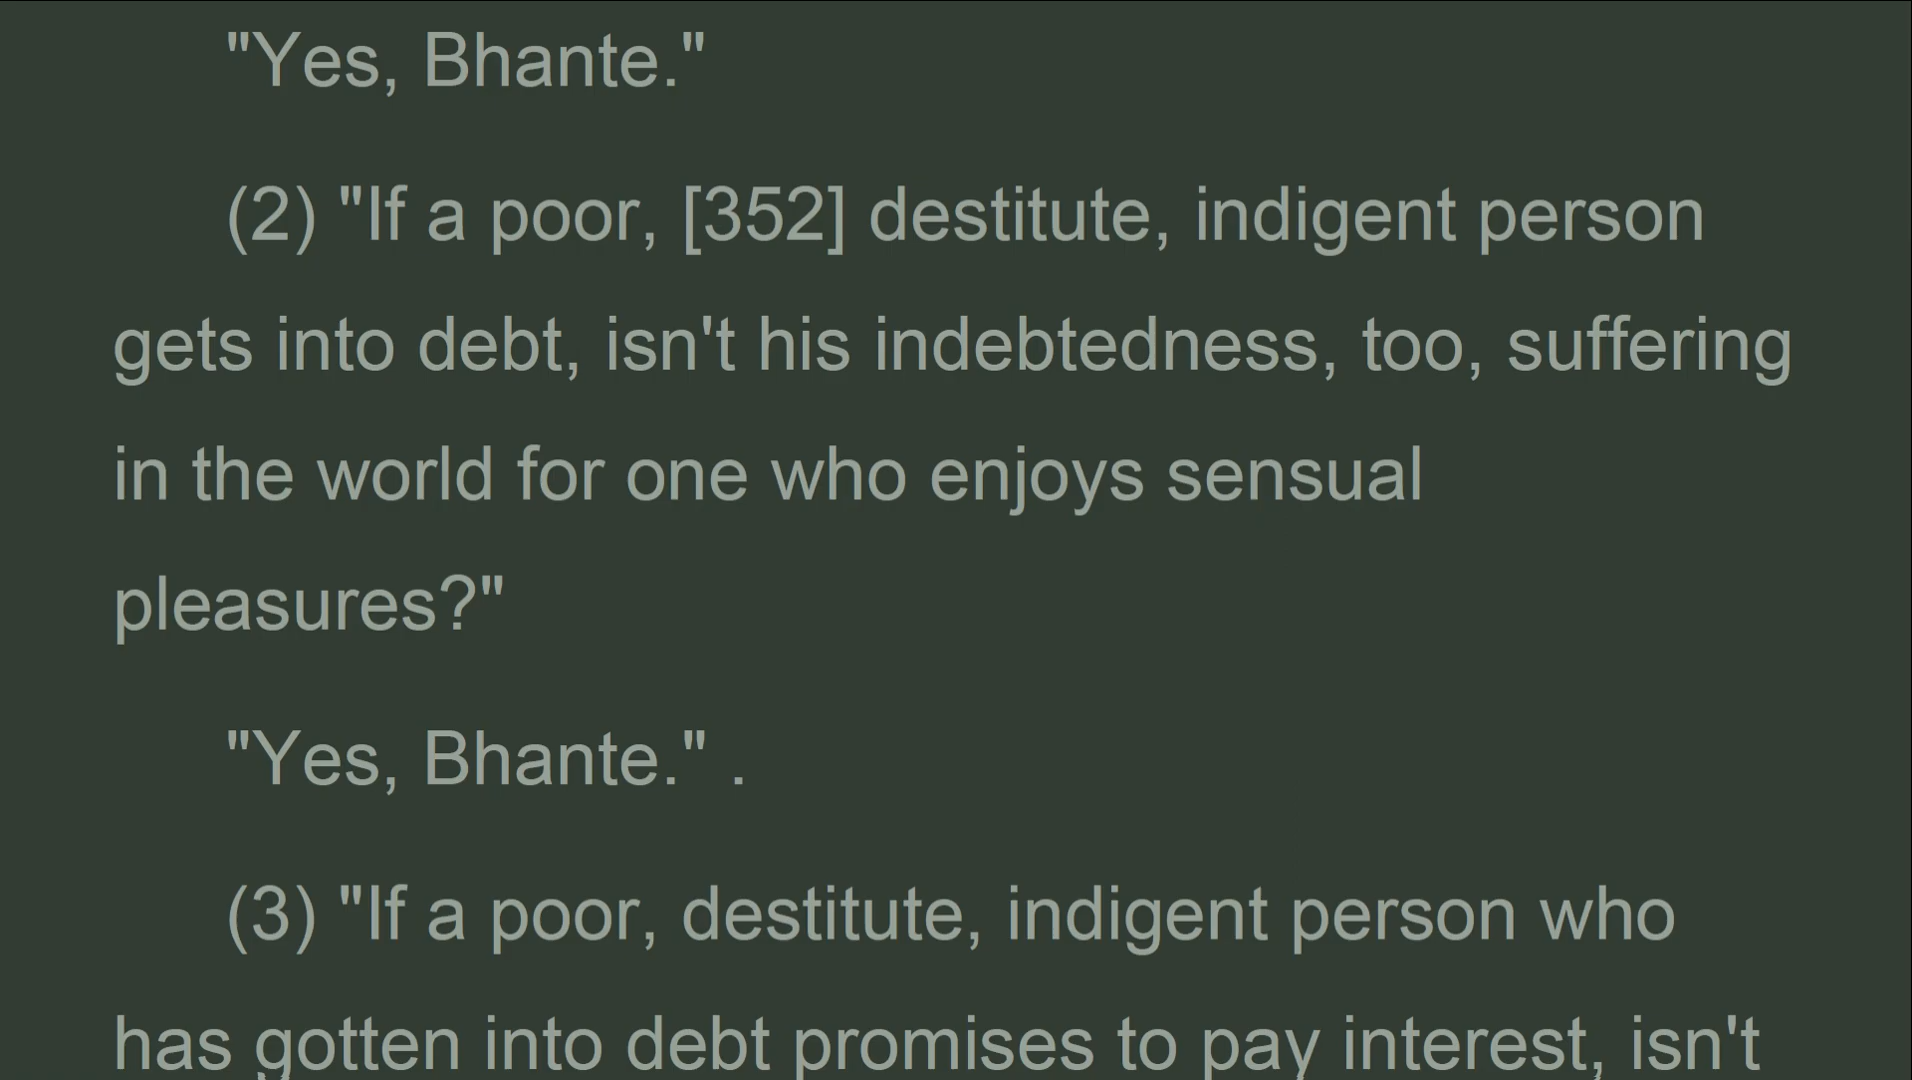 "Yes, Bhante."
(2) "If a poor, [352] destitute, indigent person
gets into debt, isn't his indebtedness, too, suffering
in the world for one who enjoys sensual
pleasures?"
"Yes, Bhante." .
(3) "If a poor, destitute, indigent person who
has gotten into debt promises to pay interest, isn't